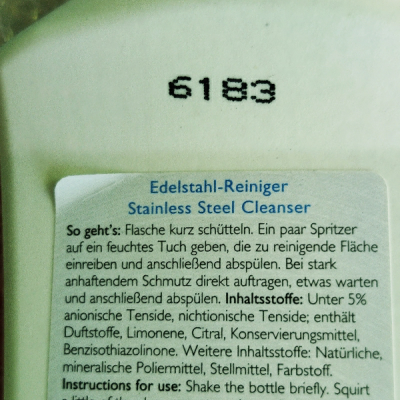 6183
Edelstahl-Reiniger
Stainless Steel Cleanser
So geht's: Flasche kurz schütteln. Ein paar Spritzer
auf ein feuchtes Tuch geben, die zu reinigende Fläche
einreiben und anschließend abspülen. Bei stark
anhaftendem Schmutz direkt auftragen, etwas warten
und anschließend abspülen. Inhaltsstoffe: Unter 5%
anionische Tenside, nichtionische Tenside; enthält
Duftstoffe, Limonene, Citral, Konservierungsmittel,
Benzisothiazolinone. Weitere Inhaltsstoffe: Natürliche,
mineralische Poliermittel, Stellmittel, Farbstoff.
Instructions for use: Shake the bottle briefly. Squirt